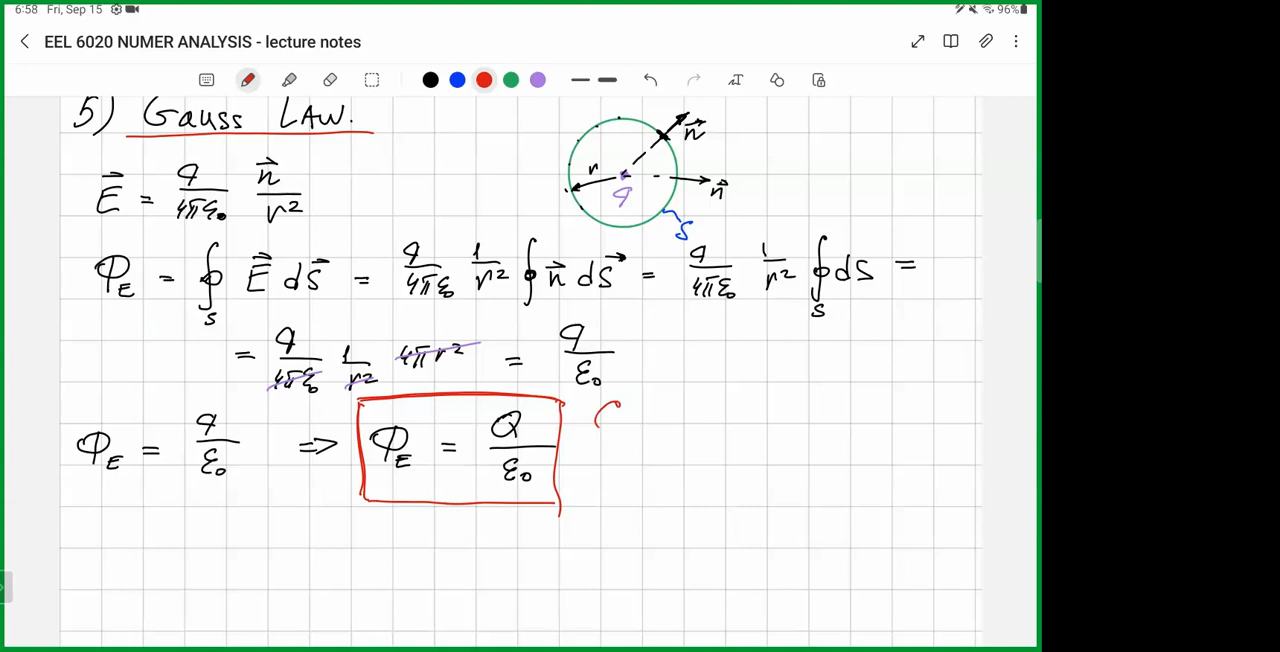 6:58 Fri, Sep 15 96%
EEL 6020 NUMER ANALYSIS - lecture notes
5) Gauss LAW.
n⃗
r
q
n⃗
S
E⃗ = q/4πε₀ n⃗/r²
Φ_E = ∮_S E⃗ dS⃗ = q/4πε₀ 1/r² ∮ n⃗ dS⃗ = q/4πε₀ 1/r² ∮_S dS =
= q/4πε₀ 1/r² 4πr² = q/ε₀
Φ_E = q/ε₀ => Φ_E = Q/ε₀